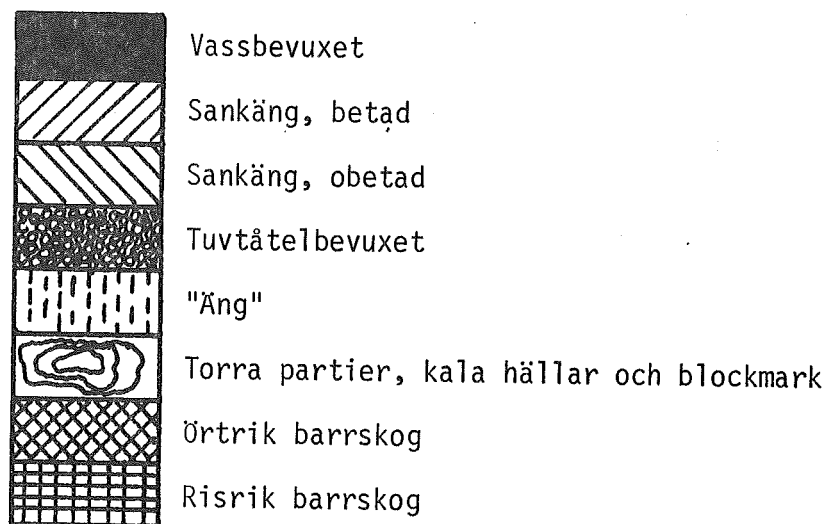 Vassbevuxet
Sankäng, betad
Sankäng, obetad
Tuvtåtelbevuxet
"Äng"
Torra partier, kala hällar och blockmark
Örtrik barrskog
Risrik barrskog